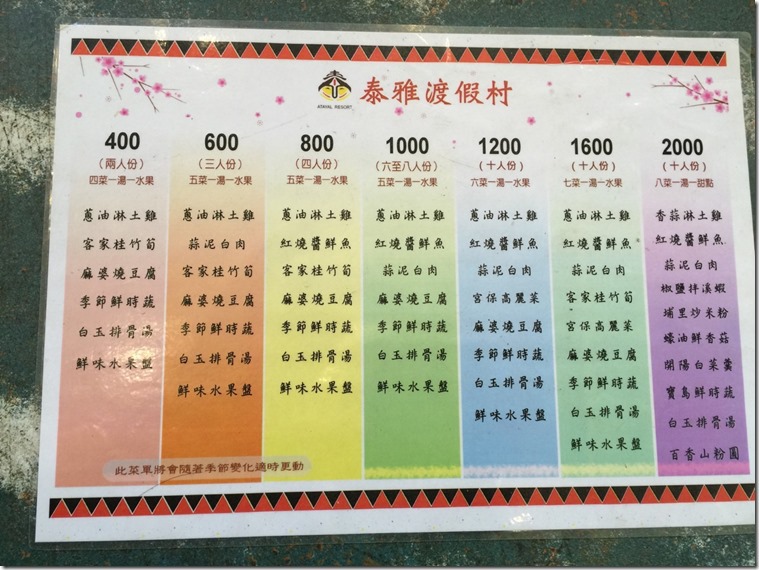 ATAYAL RESORT
泰雅渡假村
400
(兩人份)
四菜一湯一水果
蔥油淋土雞
客家桂竹筍
麻婆燒豆腐
季節鮮時蔬
白玉排骨湯
鮮味水果盤
600
(三人份)
五菜一湯一水果
蔥油淋土雞
蒜泥白肉
客家桂竹筍
麻婆燒豆腐
季節鮮時蔬
白玉排骨湯
鮮味水果盤
800
(四人份)
五菜一湯一水果
蔥油淋土雞
紅燒醬鮮魚
客家桂竹筍
麻婆燒豆腐
季節鮮時蔬
白玉排骨湯
鮮味水果盤
1000
(六至八人份)
五菜一湯一水果
蔥油淋土雞
紅燒醬鮮魚
蒜泥白肉
麻婆燒豆腐
季節鮮時蔬
白玉排骨湯
鮮味水果盤
1200
(十人份)
六菜一湯一水果
蔥油淋土雞
紅燒醬鮮魚
蒜泥白肉
宮保高麗菜
麻婆燒豆腐
季節鮮時蔬
白玉排骨湯
鮮味水果盤
1600
(十人份)
七菜一湯一水果
蔥油淋土雞
紅燒醬鮮魚
蒜泥白肉
客家桂竹筍
宮保高麗菜
麻婆燒豆腐
季節鮮時蔬
白玉排骨湯
鮮味水果盤
2000
(十人份)
八菜一湯一甜點
香蒜淋土雞
紅燒醬鮮魚
蒜泥白肉
椒鹽拌溪蝦
埔里炒米粉
蠔油鮮香菇
開陽白菜羹
寶島鮮時蔬
白玉排骨湯
百香山粉圓
此菜單將會隨著季節變化適時更動